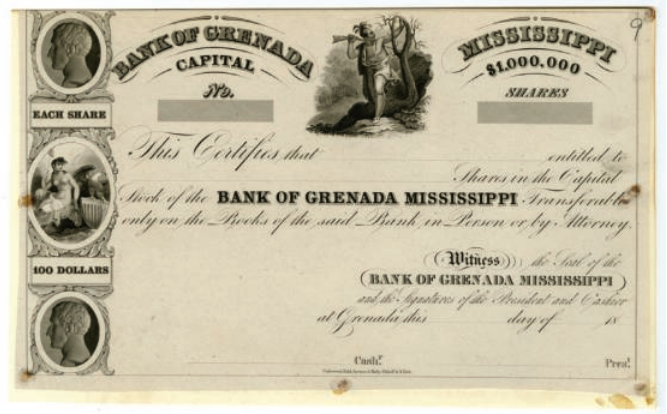 BANK OF GRENADA MISSISSIPPI
CAPITAL $1,000,000
No. SHARES
9
EACH SHARE
100 DOLLARS
This Certifies that entitled to
Shares in the Capital
Stock of the BANK OF GRENADA MISSISSIPPI Transferable
only on the Books of the said Bank in Person or by Attorney.
Witness the Seal of the
BANK OF GRENADA MISSISSIPPI
and the Signatures of the President and Cashier
at Grenada this day of 18
Cashr. Prest.